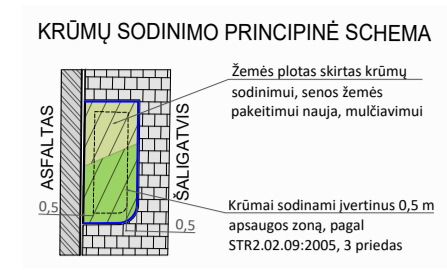 KRŪMŲ SODINIMO PRINCIPINĖ SCHEMA
Žemės plotas skirtas krūmų
sodinimui, senos žemės
pakeitimui nauja, mulčiavimui
ASFALTAS
ŠALIGATVIS
Krūmai sodinami įvertinus 0,5 m
apsaugos zoną, pagal
STR2.02.09:2005, 3 priedas
0,5
0,5